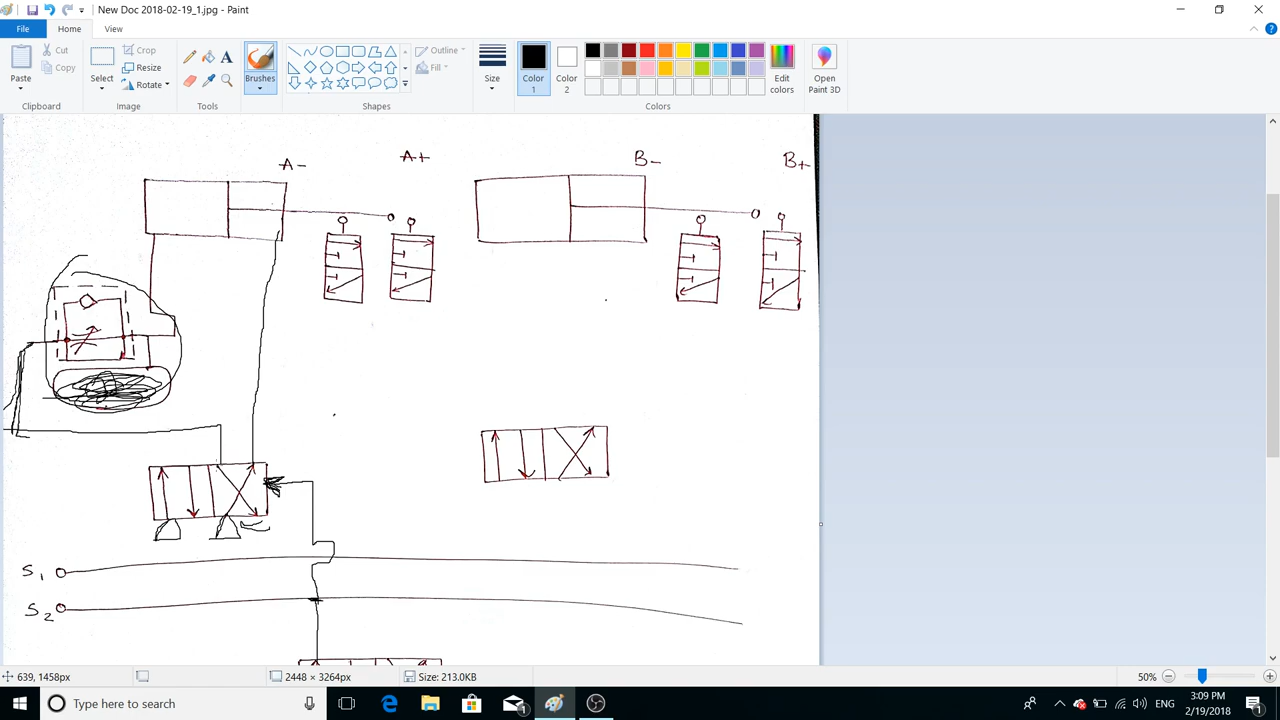 New Doc 2018-02-19_1.jpg - Paint
File
Home
View
Paste
Cut
Copy
Clipboard
Select
Crop
Resize
Rotate
Image
Tools
Brushes
Shapes
Outline
Fill
Size
Color 1
Color 2
Edit colors
Open Paint 3D
Colors
A-
A+
B-
B+
S1
S2
639, 1458px
2448 × 3264px
Size: 213.0KB
50%
Type here to search
1
ENG
3:09 PM
2/19/2018